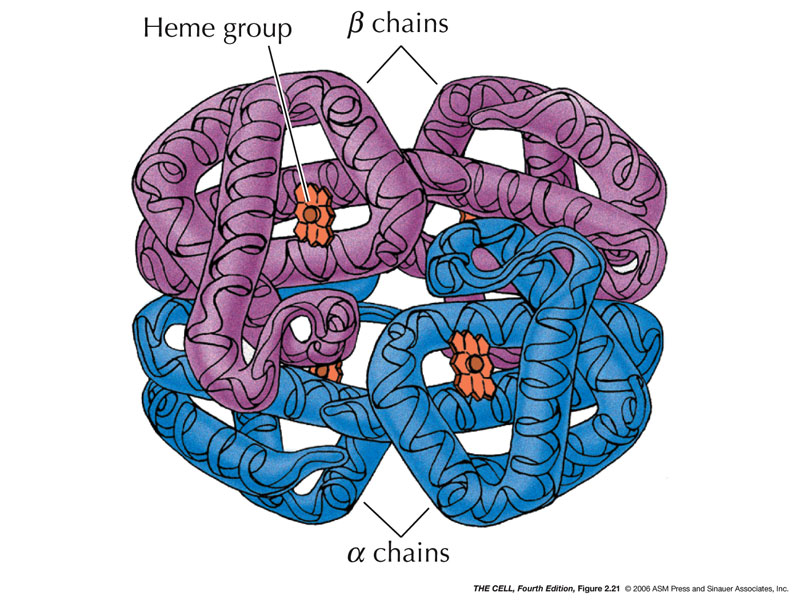 Heme group
β chains
α chains
THE CELL, Fourth Edition, Figure 2.21 © 2006 ASM Press and Sinauer Associates, Inc.